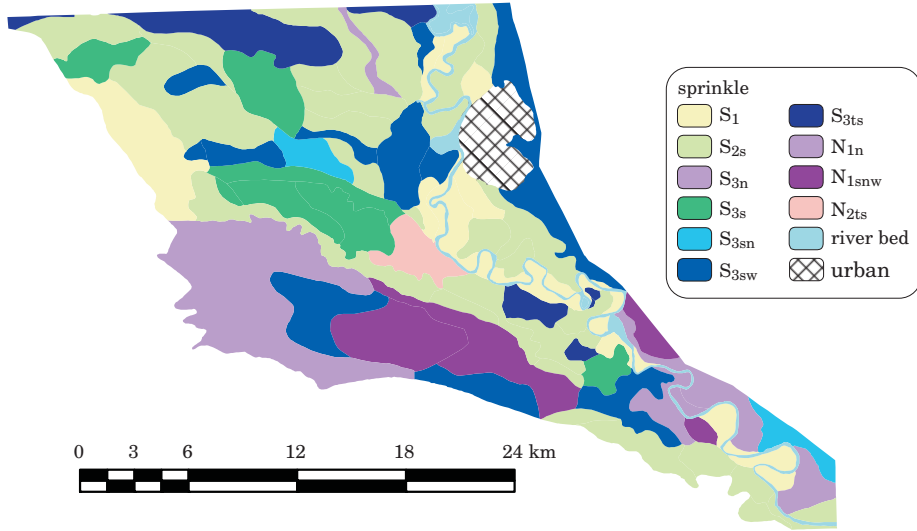 sprinkle
S₁
S₂ₛ
S₃ₙ
S₃ₛ
S₃ₛₙ
S₃sw
S₃ₜₛ
N₁ₙ
N₁snw
N₂ₜₛ
river bed
urban
0 3 6 12 18 24 km